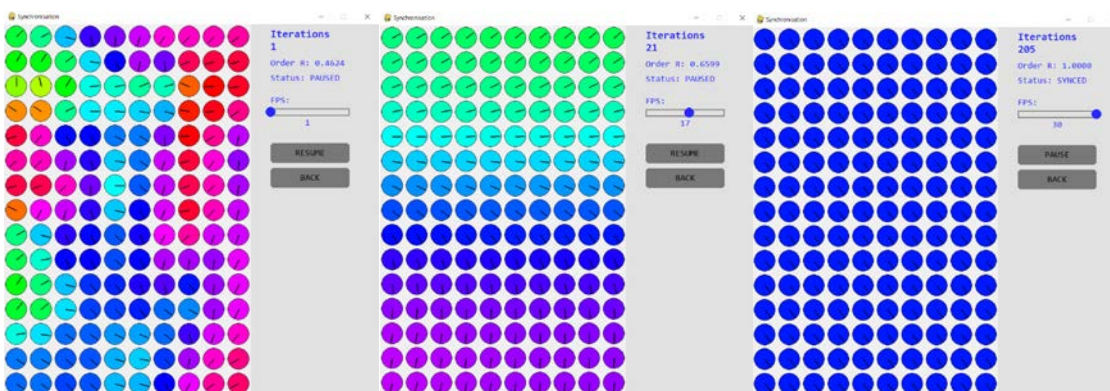 Synchronisation
Iterations
1
Order R: 0.4624
Status: PAUSED
FPS:
1
RESUME
BACK
Synchronisation
Iterations
21
Order R: 0.6599
Status: PAUSED
FPS:
17
RESUME
BACK
Synchronisation
Iterations
205
Order R: 1.0000
Status: SYNCED
FPS:
30
PAUSE
BACK